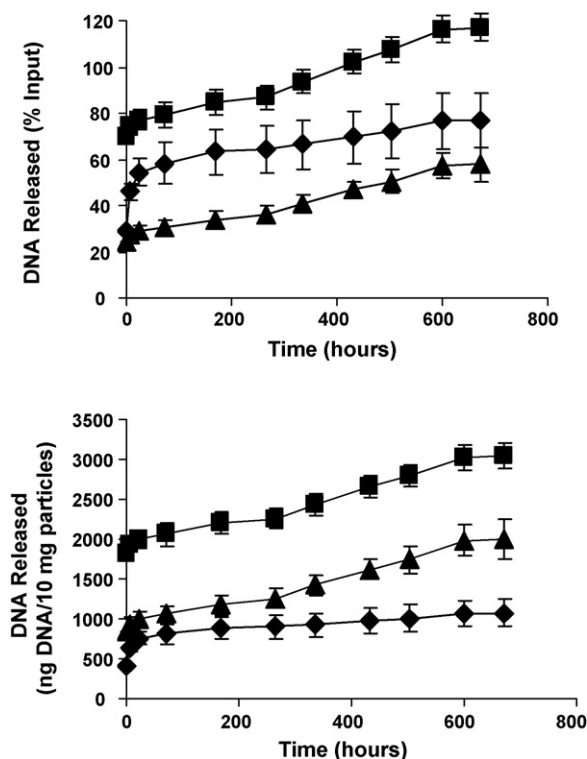 DNA Released (% Input)
120
100
80
60
40
20
0
0 200 400 600 800
Time (hours)
DNA Released
(ng DNA/10 mg particles)
3500
3000
2500
2000
1500
1000
500
0
0 200 400 600 800
Time (hours)